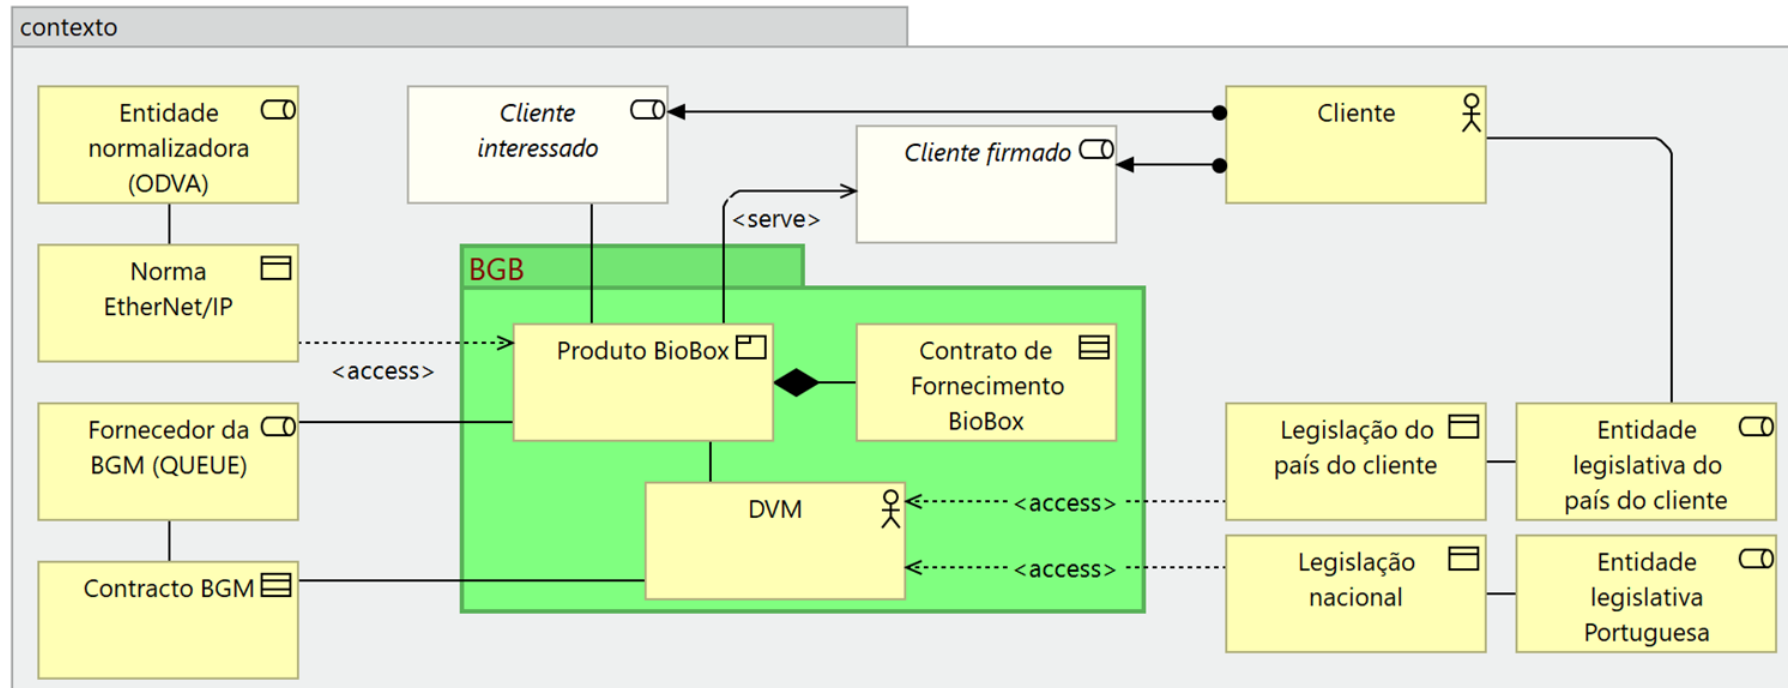 contexto
Entidade
normalizadora
(ODVA)
Cliente
interessado
Cliente firmado
Cliente
<serve>
Norma
EtherNet/IP
BGB
<access>
Produto BioBox
Contrato de
Fornecimento
BioBox
Fornecedor da
BGM (QUEUE)
DVM
<access>
<access>
Legislação do
país do cliente
Entidade
legislativa do
país do cliente
Contracto BGM
Legislação
nacional
Entidade
legislativa
Portuguesa